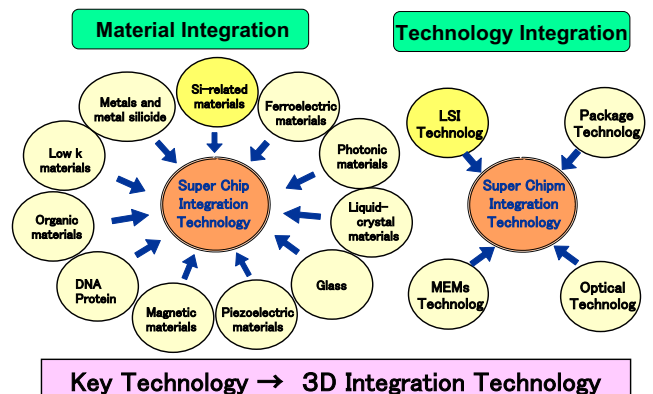 Material Integration
Technology Integration
Si-related
materials
Metals and
metal silicide
Ferroelectric
materials
Low k
materials
Photonic
materials
Super Chip
Integration
Technology
Organic
materials
Liquid-
crystal
materials
DNA
Protein
Glass
Magnetic
materials
Piezoelectric
materials
LSI
Technolog
Package
Technolog
Super Chipm
Integration
Technology
MEMs
Technolog
Optical
Technolog
Key Technology → 3D Integration Technology